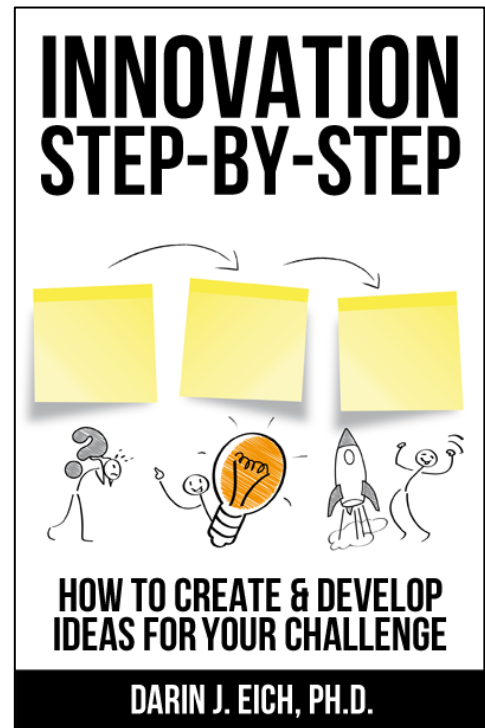 INNOVATION
STEP-BY-STEP
HOW TO CREATE & DEVELOP
IDEAS FOR YOUR CHALLENGE
DARIN J. EICH, PH.D.